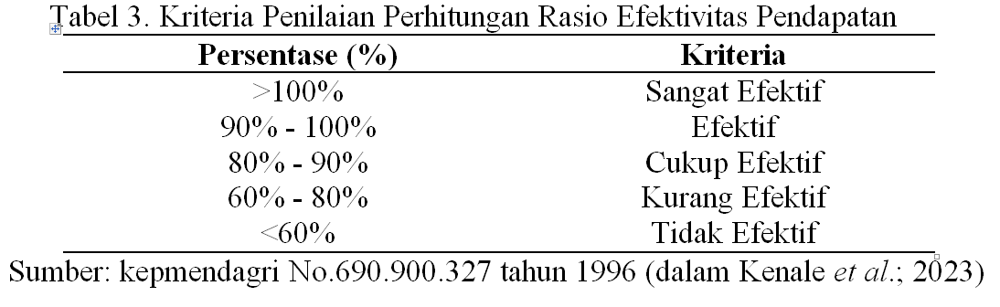 Tabel 3. Kriteria Penilaian Perhitungan Rasio Efektivitas Pendapatan
Persentase (%) Kriteria
>100% Sangat Efektif
90% - 100% Efektif
80% - 90% Cukup Efektif
60% - 80% Kurang Efektif
<60% Tidak Efektif
Sumber: kepmendagri No.690.900.327 tahun 1996 (dalam Kenale et al.; 2023)